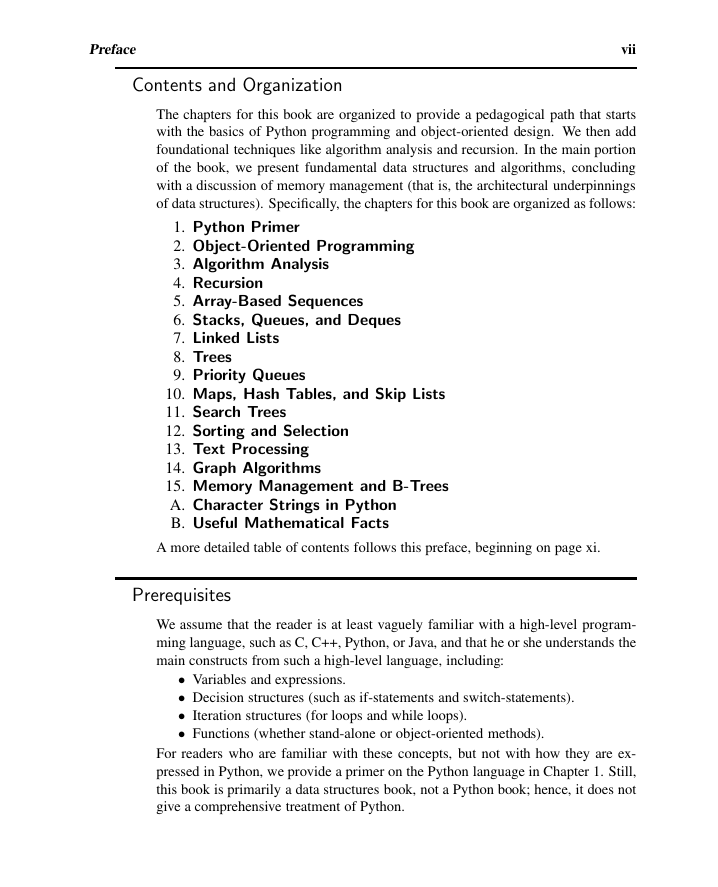 Preface vii
Contents and Organization
The chapters for this book are organized to provide a pedagogical path that starts
with the basics of Python programming and object-oriented design. We then add
foundational techniques like algorithm analysis and recursion. In the main portion
of the book, we present fundamental data structures and algorithms, concluding
with a discussion of memory management (that is, the architectural underpinnings
of data structures). Specifically, the chapters for this book are organized as follows:
1. Python Primer
2. Object-Oriented Programming
3. Algorithm Analysis
4. Recursion
5. Array-Based Sequences
6. Stacks, Queues, and Deques
7. Linked Lists
8. Trees
9. Priority Queues
10. Maps, Hash Tables, and Skip Lists
11. Search Trees
12. Sorting and Selection
13. Text Processing
14. Graph Algorithms
15. Memory Management and B-Trees
A. Character Strings in Python
B. Useful Mathematical Facts
A more detailed table of contents follows this preface, beginning on page xi.
Prerequisites
We assume that the reader is at least vaguely familiar with a high-level program-
ming language, such as C, C++, Python, or Java, and that he or she understands the
main constructs from such a high-level language, including:
• Variables and expressions.
• Decision structures (such as if-statements and switch-statements).
• Iteration structures (for loops and while loops).
• Functions (whether stand-alone or object-oriented methods).
For readers who are familiar with these concepts, but not with how they are ex-
pressed in Python, we provide a primer on the Python language in Chapter 1. Still,
this book is primarily a data structures book, not a Python book; hence, it does not
give a comprehensive treatment of Python.